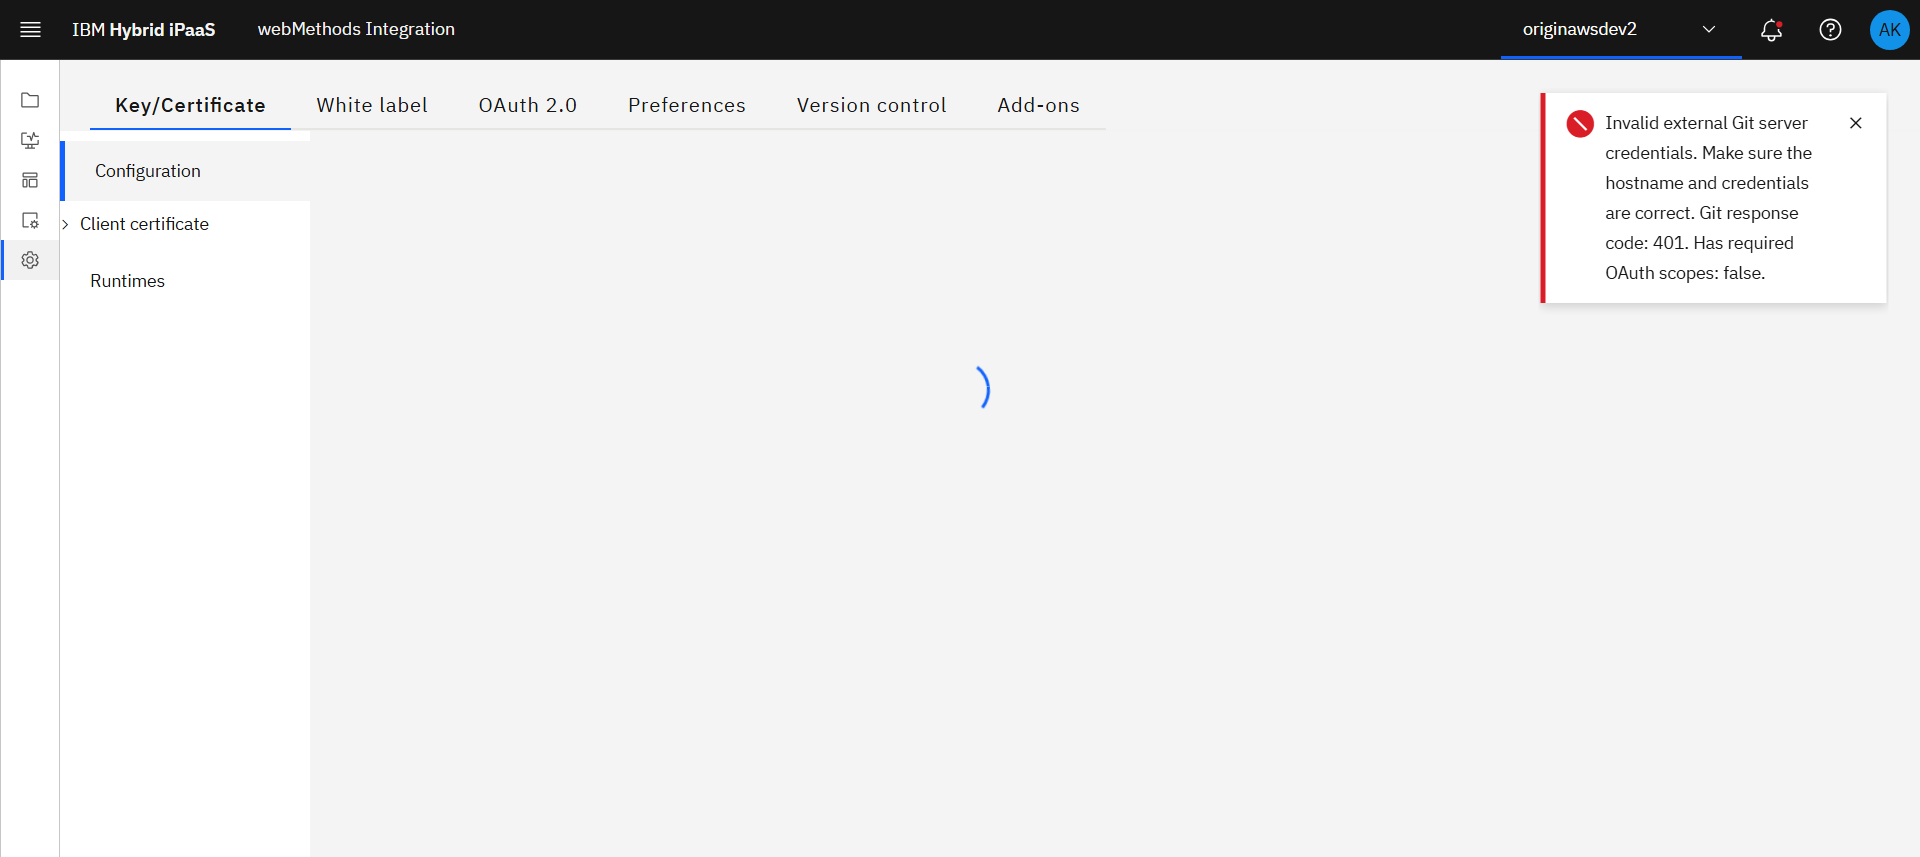 IBM Hybrid iPaaS
webMethods Integration
originawsdev2
AK
Key/Certificate
White label
OAuth 2.0
Preferences
Version control
Add-ons
Configuration
Client certificate
Runtimes
Invalid external Git server
credentials. Make sure the
hostname and credentials
are correct. Git response
code: 401. Has required
OAuth scopes: false.